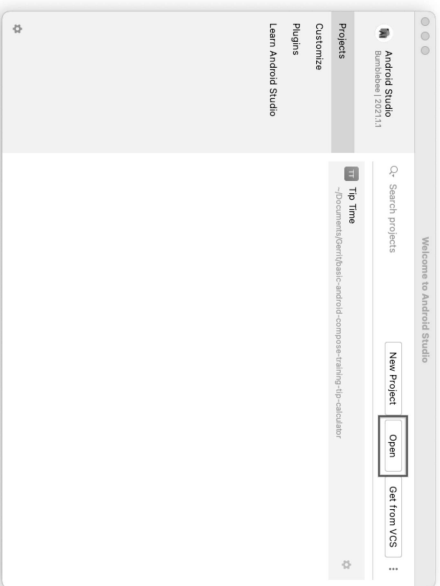 Welcome to Android Studio
Android Studio
Bumblebee | 2021.1.1
Projects
Customize
Plugins
Learn Android Studio
Search projects
New Project
Open
Get from VCS
TT
Tip Time
~/Documents/Gerrit/basic-android-compose-training-tip-calculator